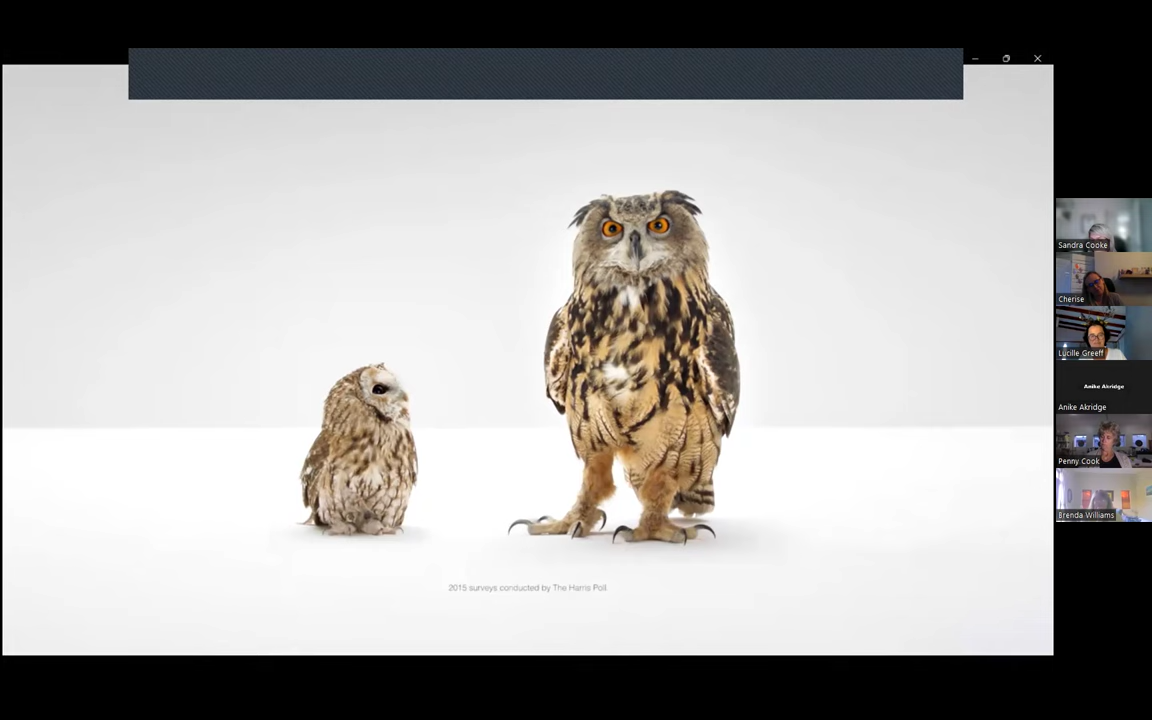 Sandra Cooke
Cherise
Lucille Greeff
Anike Akridge
Anike Akridge
Penny Cook
Brenda Williams
2015 surveys conducted by The Harris Poll